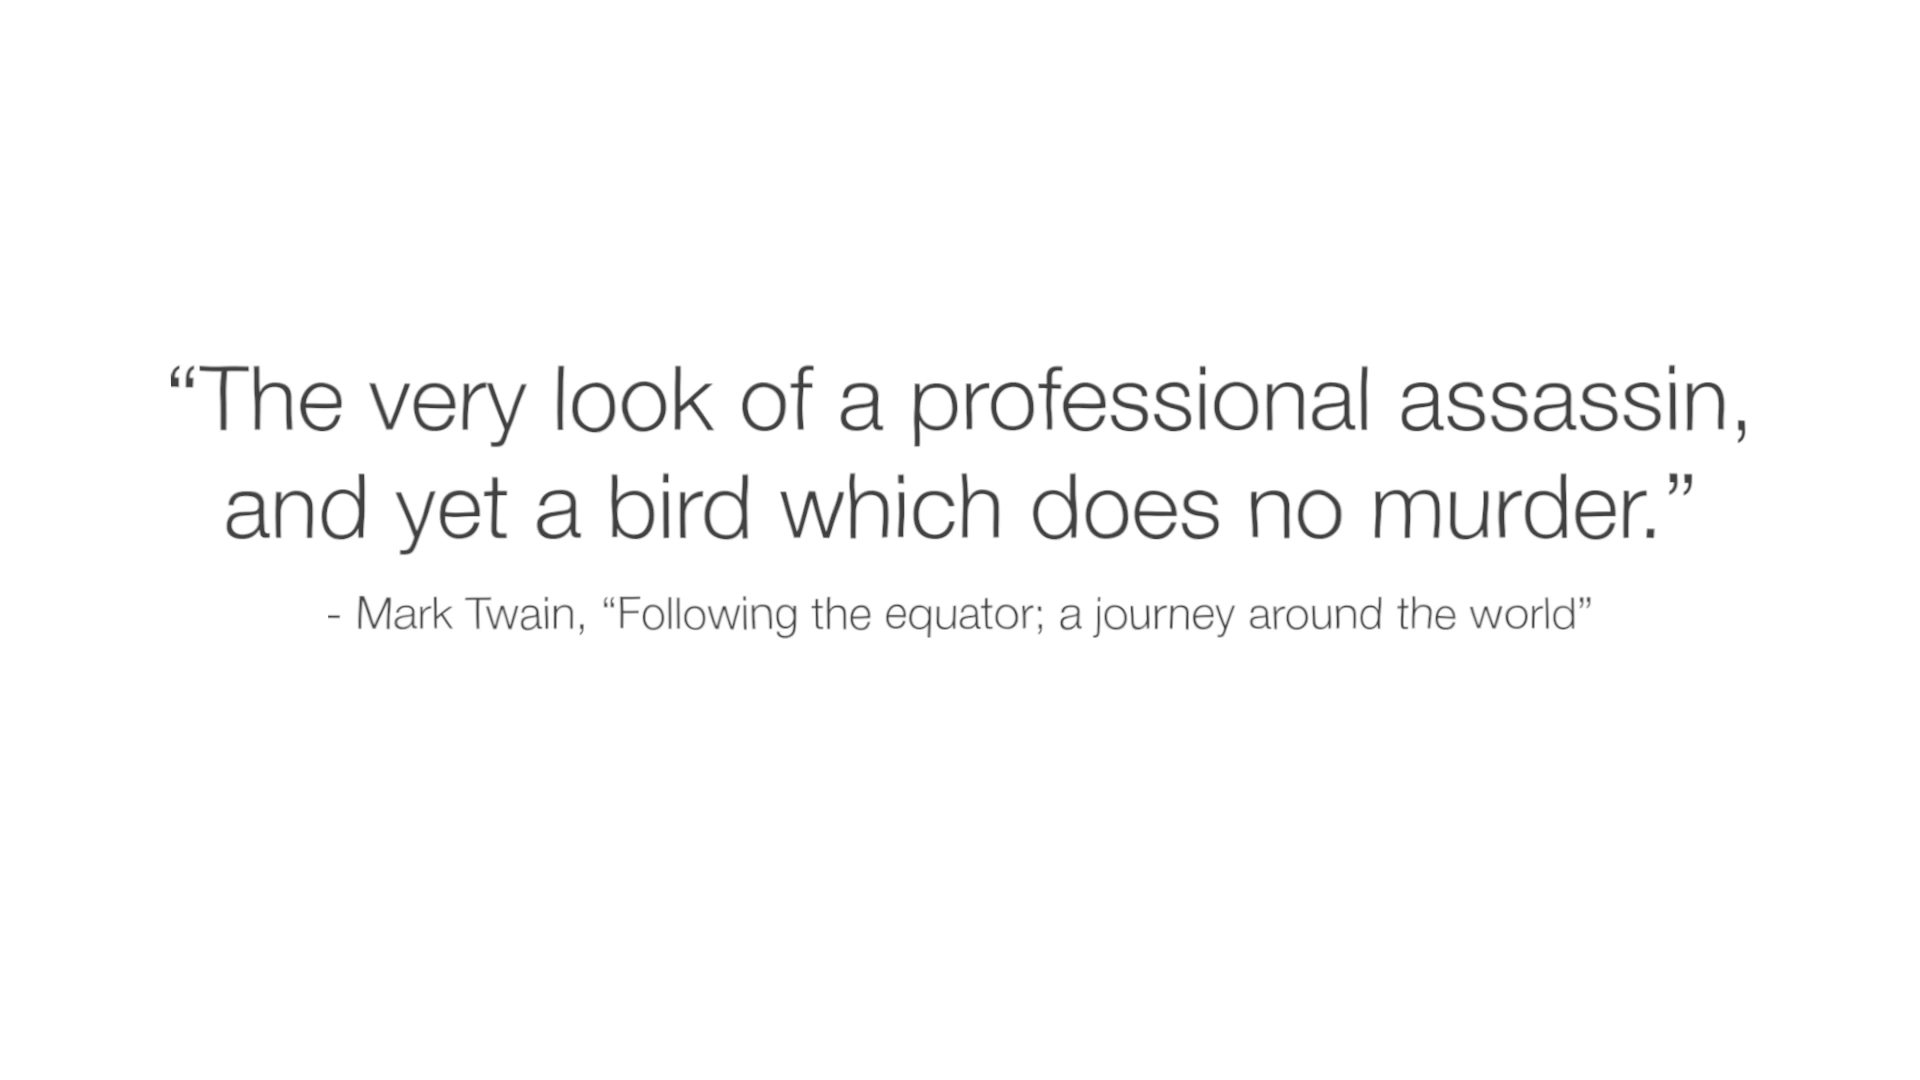 “The very look of a professional assassin,
and yet a bird which does no murder.”
- Mark Twain, “Following the equator; a journey around the world”